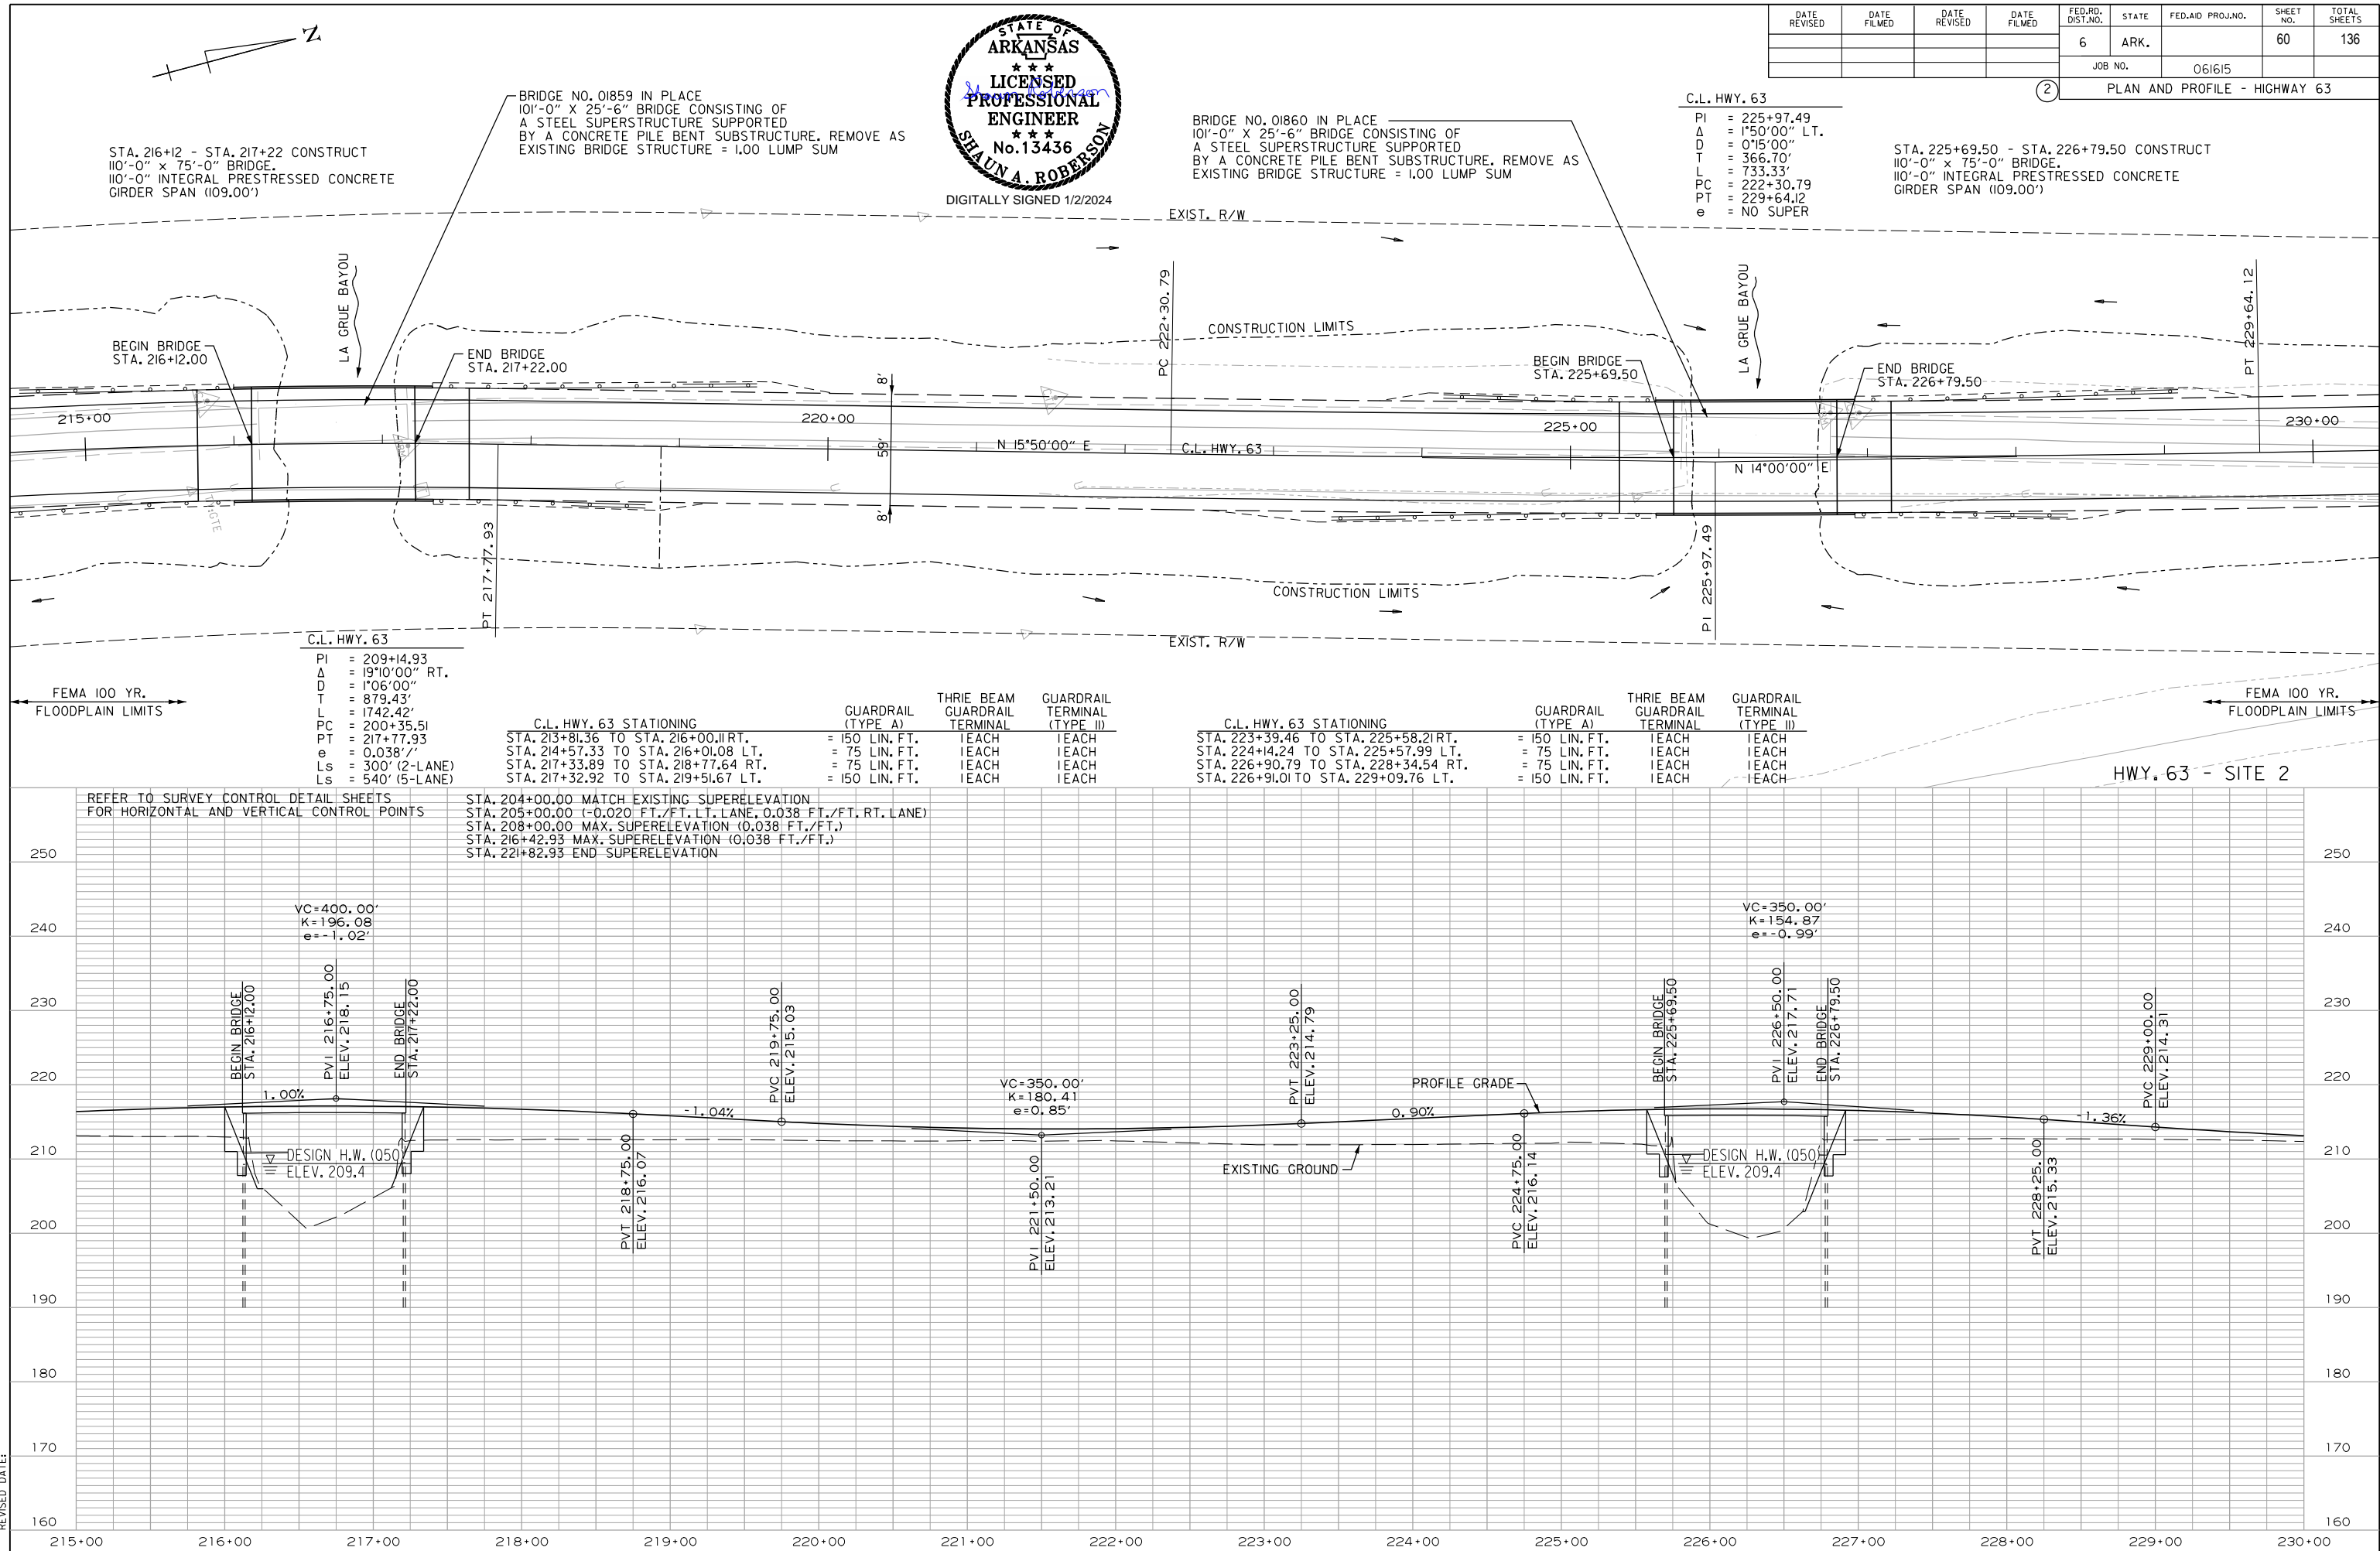 DATE REVISED
DATE FILMED
DATE REVISED
DATE FILMED
FED.RD. DIST.NO.
STATE
FED.AID PROJ.NO.
SHEET NO.
TOTAL SHEETS
6
ARK.
60
136
JOB NO.
061615
2
PLAN AND PROFILE - HIGHWAY 63
N
STATE OF
ARKANSAS
LICENSED
PROFESSIONAL
ENGINEER
No.13436
SHAUN A. ROBERSON
DIGITALLY SIGNED 1/2/2024
STA. 216+12 - STA. 217+22 CONSTRUCT
110'-0" x 75'-0" BRIDGE.
110'-0" INTEGRAL PRESTRESSED CONCRETE
GIRDER SPAN (109.00')
BRIDGE NO. 01859 IN PLACE
101'-0" X 25'-6" BRIDGE CONSISTING OF
A STEEL SUPERSTRUCTURE SUPPORTED
BY A CONCRETE PILE BENT SUBSTRUCTURE. REMOVE AS
EXISTING BRIDGE STRUCTURE = 1.00 LUMP SUM
BRIDGE NO. 01860 IN PLACE
101'-0" X 25'-6" BRIDGE CONSISTING OF
A STEEL SUPERSTRUCTURE SUPPORTED
BY A CONCRETE PILE BENT SUBSTRUCTURE. REMOVE AS
EXISTING BRIDGE STRUCTURE = 1.00 LUMP SUM
C.L. HWY. 63
PI = 225+97.49
Δ = 1°50'00" LT.
D = 0°15'00"
T = 366.70'
L = 733.33'
PC = 222+30.79
PT = 229+64.12
e = NO SUPER
STA. 225+69.50 - STA. 226+79.50 CONSTRUCT
110'-0" x 75'-0" BRIDGE.
110'-0" INTEGRAL PRESTRESSED CONCRETE
GIRDER SPAN (109.00')
EXIST. R/W
LA GRUE BAYOU
PC 222+30.79
LA GRUE BAYOU
PT 229+64.12
CONSTRUCTION LIMITS
BEGIN BRIDGE
STA. 216+12.00
END BRIDGE
STA. 217+22.00
BEGIN BRIDGE
STA. 225+69.50
END BRIDGE
STA. 226+79.50
8'
59'
8'
215+00
220+00
225+00
230+00
N 15°50'00" E
C.L. HWY. 63
N 14°00'00" E
PT 217+77.93
PI 225+97.49
CONSTRUCTION LIMITS
EXIST. R/W
C.L. HWY. 63
PI = 209+14.93
Δ = 19°10'00" RT.
D = 1°06'00"
T = 879.43'
L = 1742.42'
PC = 200+35.51
PT = 217+77.93
e = 0.038'/'
Ls = 300' (2-LANE)
Ls = 540' (5-LANE)
FEMA 100 YR.
FLOODPLAIN LIMITS
C.L. HWY. 63 STATIONING GUARDRAIL (TYPE A) THRIE BEAM GUARDRAIL TERMINAL GUARDRAIL TERMINAL (TYPE II)
STA. 213+81.36 TO STA. 216+00.11 RT. = 150 LIN. FT. 1 EACH 1 EACH
STA. 214+57.33 TO STA. 216+01.08 LT. = 75 LIN. FT. 1 EACH 1 EACH
STA. 217+33.89 TO STA. 218+77.64 RT. = 75 LIN. FT. 1 EACH 1 EACH
STA. 217+32.92 TO STA. 219+51.67 LT. = 150 LIN. FT. 1 EACH 1 EACH
C.L. HWY. 63 STATIONING GUARDRAIL (TYPE A) THRIE BEAM GUARDRAIL TERMINAL GUARDRAIL TERMINAL (TYPE II)
STA. 223+39.46 TO STA. 225+58.21 RT. = 150 LIN. FT. 1 EACH 1 EACH
STA. 224+14.24 TO STA. 225+57.99 LT. = 75 LIN. FT. 1 EACH 1 EACH
STA. 226+90.79 TO STA. 228+34.54 RT. = 75 LIN. FT. 1 EACH 1 EACH
STA. 226+91.01 TO STA. 229+09.76 LT. = 150 LIN. FT. 1 EACH 1 EACH
FEMA 100 YR.
FLOODPLAIN LIMITS
HWY. 63 - SITE 2
REFER TO SURVEY CONTROL DETAIL SHEETS
FOR HORIZONTAL AND VERTICAL CONTROL POINTS
STA. 204+00.00 MATCH EXISTING SUPERELEVATION
STA. 205+00.00 (-0.020 FT./FT. LT. LANE, 0.038 FT./FT. RT. LANE)
STA. 208+00.00 MAX. SUPERELEVATION (0.038 FT./FT.)
STA. 216+42.93 MAX. SUPERELEVATION (0.038 FT./FT.)
STA. 221+82.93 END SUPERELEVATION
250 250
240 240
230 230
220 220
210 210
200 200
190 190
180 180
170 170
160 160
VC=400.00'
K=196.08
e=-1.02'
BEGIN BRIDGE
STA. 216+12.00
PVI 216+75.00
ELEV. 218.15
END BRIDGE
STA. 217+22.00
1.00%
DESIGN H.W. (Q50)
ELEV. 209.4
PVT 218+75.00
ELEV. 216.07
-1.04%
PVC 219+75.00
ELEV. 215.03
VC=350.00'
K=180.41
e=0.85'
PVI 221+50.00
ELEV. 213.21
PVT 223+25.00
ELEV. 214.79
EXISTING GROUND
0.90%
PROFILE GRADE
PVC 224+75.00
ELEV. 216.14
VC=350.00'
K=154.87
e=-0.99'
BEGIN BRIDGE
STA. 225+69.50
PVI 226+50.00
ELEV. 217.71
END BRIDGE
STA. 226+79.50
DESIGN H.W. (Q50)
ELEV. 209.4
PVT 228+25.00
ELEV. 215.33
-1.36%
PVC 229+00.00
ELEV. 214.31
215+00 216+00 217+00 218+00 219+00 220+00 221+00 222+00 223+00 224+00 225+00 226+00 227+00 228+00 229+00 230+00
REVISED DATE: